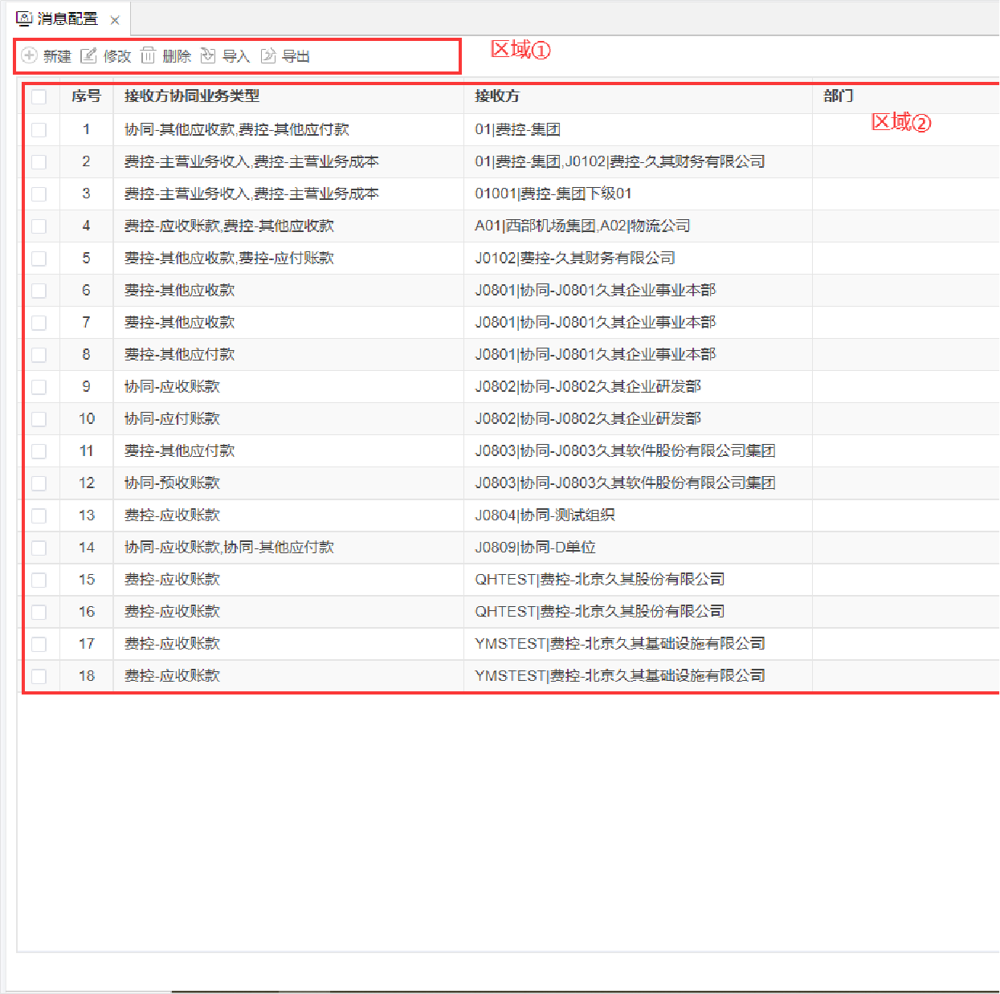 消息配置
新建 修改 删除 导入 导出
区域①
序号 接收方协同业务类型 接收方 部门
区域②
1 协同-其他应收款,费控-其他应付款 01|费控-集团
2 费控-主营业务收入,费控-主营业务成本 01|费控-集团,J0102|费控-久其财务有限公司
3 费控-主营业务收入,费控-主营业务成本 01001|费控-集团下级01
4 费控-应收账款,费控-其他应收款 A01|西部机场集团,A02|物流公司
5 费控-其他应收款,费控-应付账款 J0102|费控-久其财务有限公司
6 费控-其他应收款 J0801|协同-J0801久其企业事业本部
7 费控-其他应收款 J0801|协同-J0801久其企业事业本部
8 费控-其他应付款 J0801|协同-J0801久其企业事业本部
9 协同-应收账款 J0802|协同-J0802久其企业研发部
10 协同-应付账款 J0802|协同-J0802久其企业研发部
11 费控-其他应付款 J0803|协同-J0803久其软件股份有限公司集团
12 协同-预收账款 J0803|协同-J0803久其软件股份有限公司集团
13 费控-应收账款 J0804|协同-测试组织
14 协同-应收账款,协同-其他应付款 J0809|协同-D单位
15 费控-应收账款 QHTEST|费控-北京久其股份有限公司
16 费控-应收账款 QHTEST|费控-北京久其股份有限公司
17 费控-应收账款 YMSTEST|费控-北京久其基础设施有限公司
18 费控-应收账款 YMSTEST|费控-北京久其基础设施有限公司